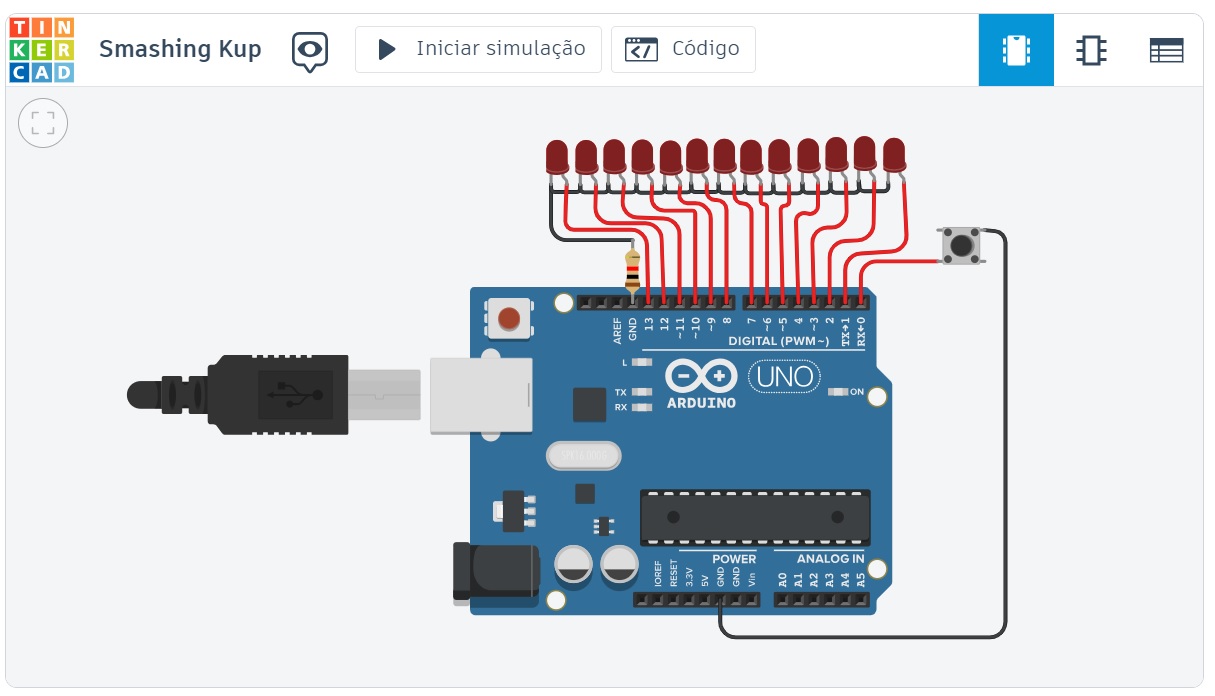 TIN
KER
CAD
Smashing Kup
Iniciar simulação
Código
AREF
GND
13
12
~11
~10
~9
8
7
~6
~5
4
~3
2
TX→1
RX←0
DIGITAL (PWM~)
L
TX
RX
UNO
ON
ARDUINO
POWER
ANALOG IN
IOREF
RESET
3.3V
5V
GND
GND
Vin
A0
A1
A2
A3
A4
A5